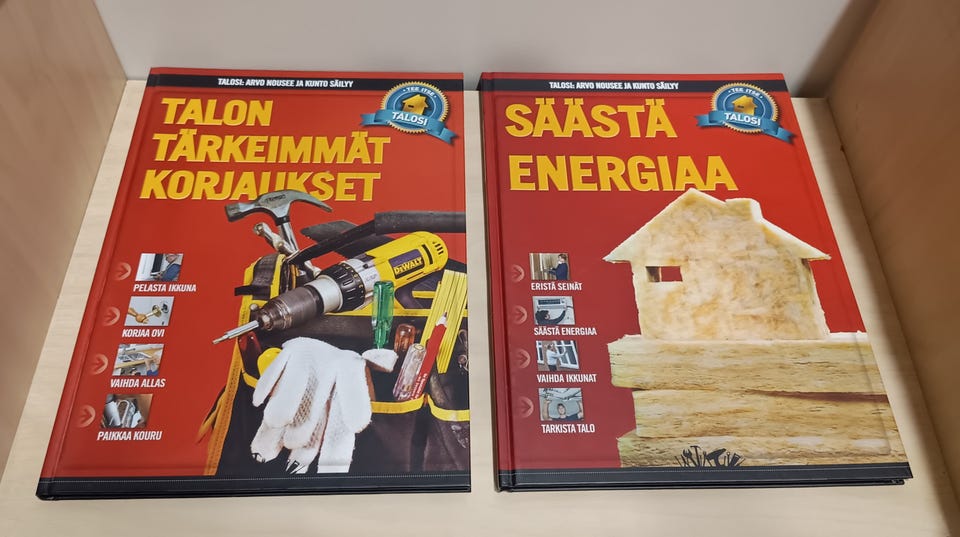 TALOSI: ARVO NOUSEE JA KUNTO SÄILYY
TEE ITSE!
TALOSI
TALON
TÄRKEIMMÄT
KORJAUKSET
DEWALT
PELASTA IKKUNA
KORJAA OVI
VAIHDA ALLAS
PAIKKAA KOURU
TALOSI: ARVO NOUSEE JA KUNTO SÄILYY
TEE ITSE!
TALOSI
SÄÄSTÄ
ENERGIAA
ERISTÄ SEINÄT
SÄÄSTÄ ENERGIAA
VAIHDA IKKUNAT
TARKISTA TALO